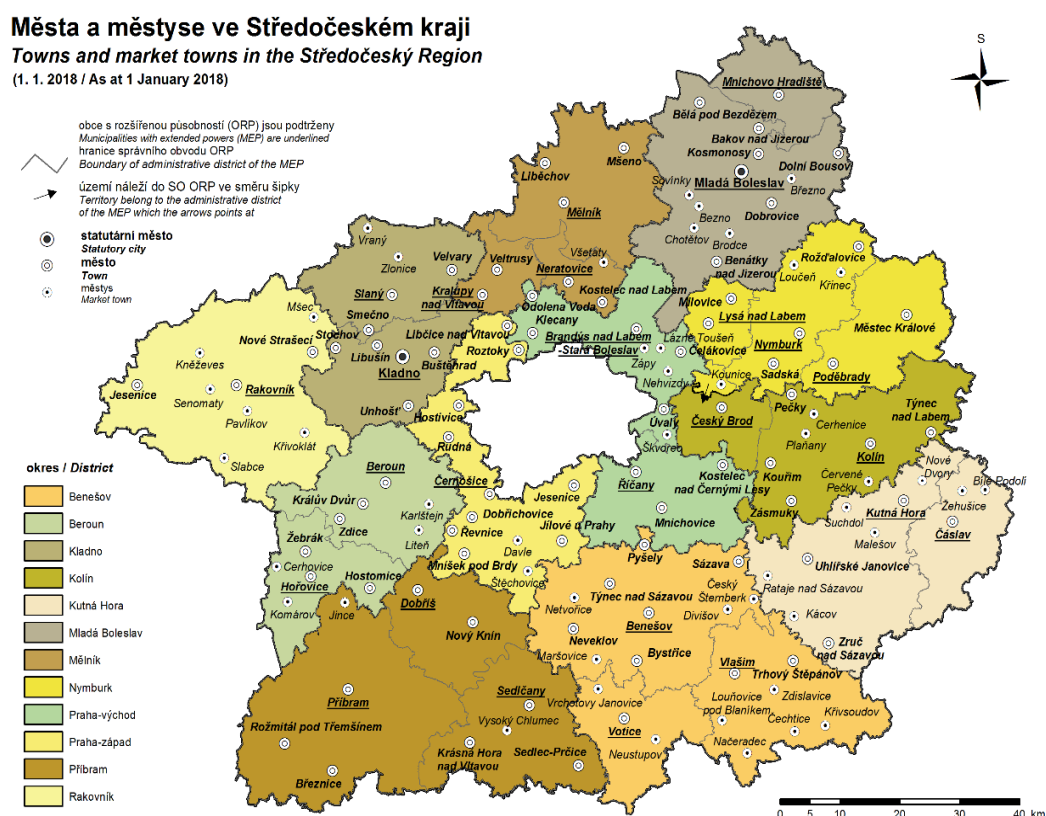 Města a městyse ve Středočeském kraji
Towns and market towns in the Středočeský Region
(1. 1. 2018 / As at 1 January 2018)
S
obce s rozšířenou působností (ORP) jsou podtrženy
Municipalities with extended powers (MEP) are underlined
hranice správního obvodu ORP
Boundary of administrative district of the MEP
území náleží do SO ORP ve směru šipky
Territory belong to the administrative district
of the MEP which the arrows points at
statutární město
Statutory city
město
Town
městys
Market town
Mnichovo Hradiště
Bělá pod Bezdězem
Bakov nad Jizerou
Kosmonosy
Dolní Bousov
Mladá Boleslav
Březno
Sovínky
Bezno
Dobrovice
Chotětov
Brodce
Benátky
nad Jizerou
Mšeno
Liběchov
Mělník
Všetaty
Veltrusy
Neratovice
Kralupy
nad Vltavou
Kostelec nad Labem
Vraný
Zlonice
Velvary
Slaný
Smečno
Stochov
Libušín
Libčice nad Vltavou
Buštěhrad
Kladno
Unhošť
Mšec
Nové Strašecí
Kněževes
Jesenice
Rakovník
Senomaty
Pavlíkov
Křivoklát
Slabce
Odolena Voda
Klecany
Roztoky
Brandýs nad Labem
-Stará Boleslav
Lázně Toušeň
Čelákovice
Zápy
Nehvizdy
Úvaly
Škvorec
Říčany
Kostelec
nad Černými Lesy
Mnichovice
Rožďalovice
Loučeň
Křinec
Milovice
Lysá nad Labem
Městec Králové
Nymburk
Sadská
Poděbrady
Kounice
Český Brod
Pečky
Cerhenice
Týnec
nad Labem
Plaňany
Kolín
Kouřim
Červené
Pečky
Zásmuky
Nové
Dvory
Bílé Podolí
Žehušice
Kutná Hora
Suchdol
Malešov
Čáslav
Uhlířské Janovice
Rataje nad Sázavou
Kácov
Zruč
nad Sázavou
Hostivice
Rudná
Černošice
Jesenice
Dobřichovice
Jílové u Prahy
Řevnice
Davle
Mníšek pod Brdy
Štěchovice
Beroun
Králův Dvůr
Karlštejn
Zdice
Liteň
Žebrák
Cerhovice
Hořovice
Hostomice
Komárov
Jince
Dobříš
Nový Knín
Příbram
Sedlčany
Rožmitál pod Třemšínem
Vysoký Chlumec
Krásná Hora
nad Vltavou
Sedlec-Prčice
Březnice
Pyšely
Sázava
Týnec nad Sázavou
Český
Šternberk
Netvořice
Benešov
Divišov
Neveklov
Maršovice
Bystřice
Vlašim
Trhový Štěpánov
Vrchotovy Janovice
Louňovice
pod Blaníkem
Zdislavice
Votice
Čechtice
Křivsoudov
Neustupov
Načeradec
okres / District
Benešov
Beroun
Kladno
Kolín
Kutná Hora
Mladá Boleslav
Mělník
Nymburk
Praha-východ
Praha-západ
Příbram
Rakovník
0 5 10 20 30 40 km